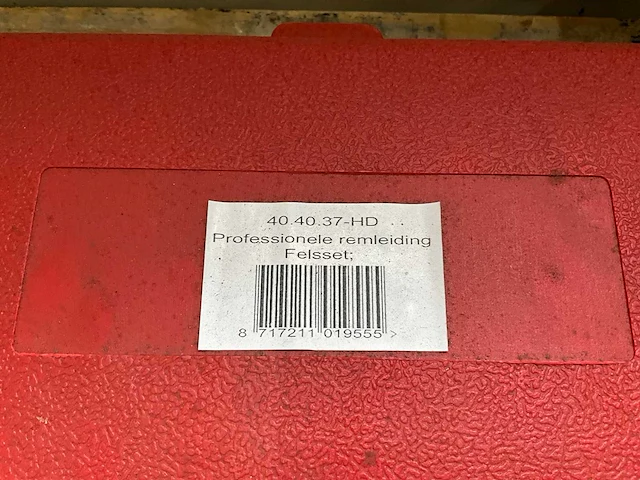 40.40.37-HD
Professionele remleiding
Felsset;
8 717211 019555 >